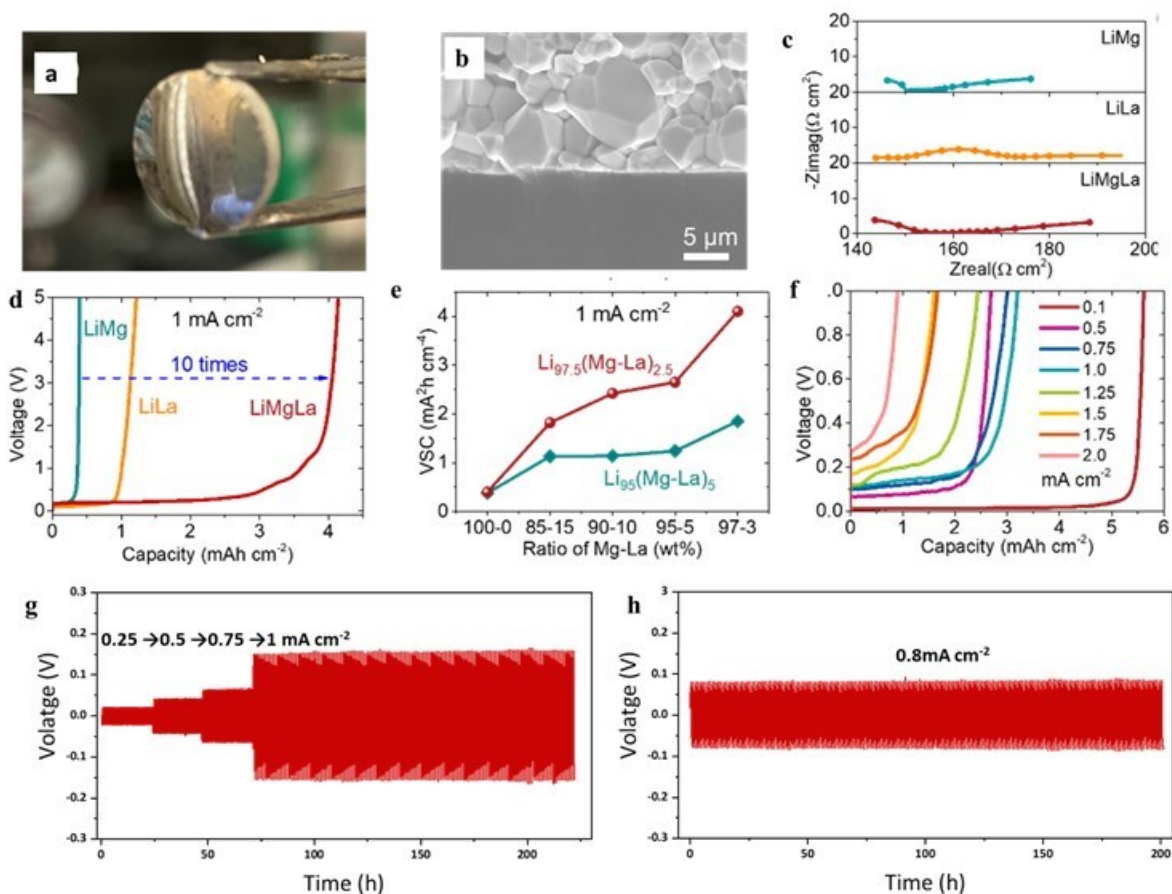 a
b
5 µm
c
LiMg
LiLa
LiMgLa
-Zimag(Ω cm²)
20
10
20
10
20
10
0
140 160 180 200
Zreal(Ω cm²)
d
1 mA cm⁻²
LiMg
10 times
LiLa
LiMgLa
Voltage (V)
5
4
3
2
1
0
0 1 2 3 4
Capacity (mAh cm⁻²)
e
1 mA cm⁻²
Li₉₇.₅(Mg-La)₂.₅
Li₉₅(Mg-La)₅
VSC (mA²h cm⁻⁴)
4
2
0
100-0 85-15 90-10 95-5 97-3
Ratio of Mg-La (wt%)
f
0.1
0.5
0.75
1.0
1.25
1.5
1.75
2.0
mA cm⁻²
Voltage (V)
.0
0.8
0.6
0.4
0.2
0.0
0 1 2 3 4 5 6
Capacity (mAh cm⁻²)
g
0.25 →0.5 →0.75 →1 mA cm⁻²
Volatge (V)
0.3
0.2
0.1
0.0
-0.1
-0.2
-0.3
0 50 100 150 200
Time (h)
h
0.8mA cm⁻²
Volatge (V)
3
0.2
0.1
0.0
-0.1
-0.2
-0.3
0 50 100 150 200
Time (h)